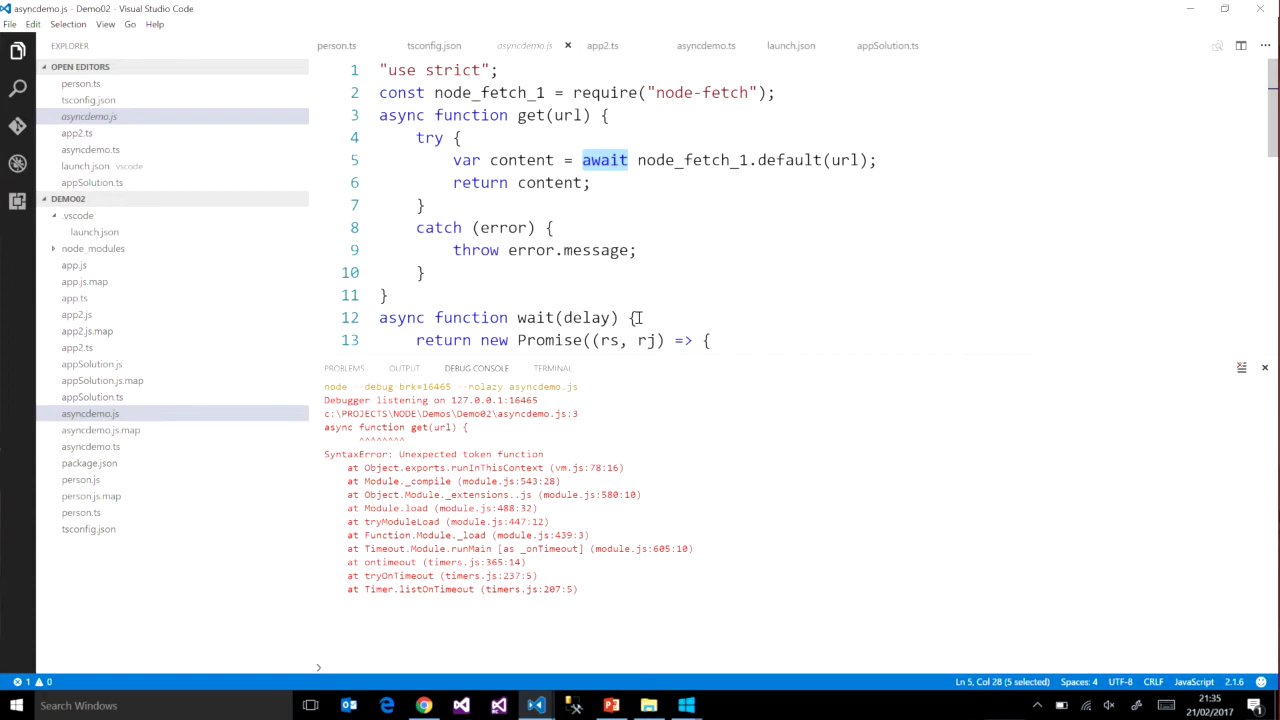 asyncdemo.js - Demo02 - Visual Studio Code
File Edit Selection View Go Help
EXPLORER
OPEN EDITORS
person.ts
tsconfig.json
asyncdemo.js
app2.ts
asyncdemo.ts
launch.json .vscode
appSolution.ts
DEMO02
.vscode
launch.json
node_modules
app.js
app.js.map
app.ts
app2.js
app2.js.map
app2.ts
appSolution.js
appSolution.js.map
appSolution.ts
asyncdemo.js
asyncdemo.js.map
asyncdemo.ts
package.json
person.js
person.js.map
person.ts
tsconfig.json
person.ts tsconfig.json asyncdemo.js app2.ts asyncdemo.ts launch.json appSolution.ts
1 "use strict";
2 const node_fetch_1 = require("node-fetch");
3 async function get(url) {
4 try {
5 var content = await node_fetch_1.default(url);
6 return content;
7 }
8 catch (error) {
9 throw error.message;
10 }
11 }
12 async function wait(delay) {
13 return new Promise((rs, rj) => {
PROBLEMS OUTPUT DEBUG CONSOLE TERMINAL
node --debug-brk=16465 --nolazy asyncdemo.js
Debugger listening on 127.0.0.1:16465
c:\PROJECTS\NODE\Demos\Demo02\asyncdemo.js:3
async function get(url) {
^^^^^^^^
SyntaxError: Unexpected token function
at Object.exports.runInThisContext (vm.js:78:16)
at Module._compile (module.js:543:28)
at Object.Module._extensions..js (module.js:580:10)
at Module.load (module.js:488:32)
at tryModuleLoad (module.js:447:12)
at Function.Module._load (module.js:439:3)
at Timeout.Module.runMain [as _onTimeout] (module.js:605:10)
at ontimeout (timers.js:365:14)
at tryOnTimeout (timers.js:237:5)
at Timer.listOnTimeout (timers.js:207:5)
1 0 Ln 5, Col 28 (5 selected) Spaces: 4 UTF-8 CRLF JavaScript 2.1.6
Search Windows
21:35
21/02/2017